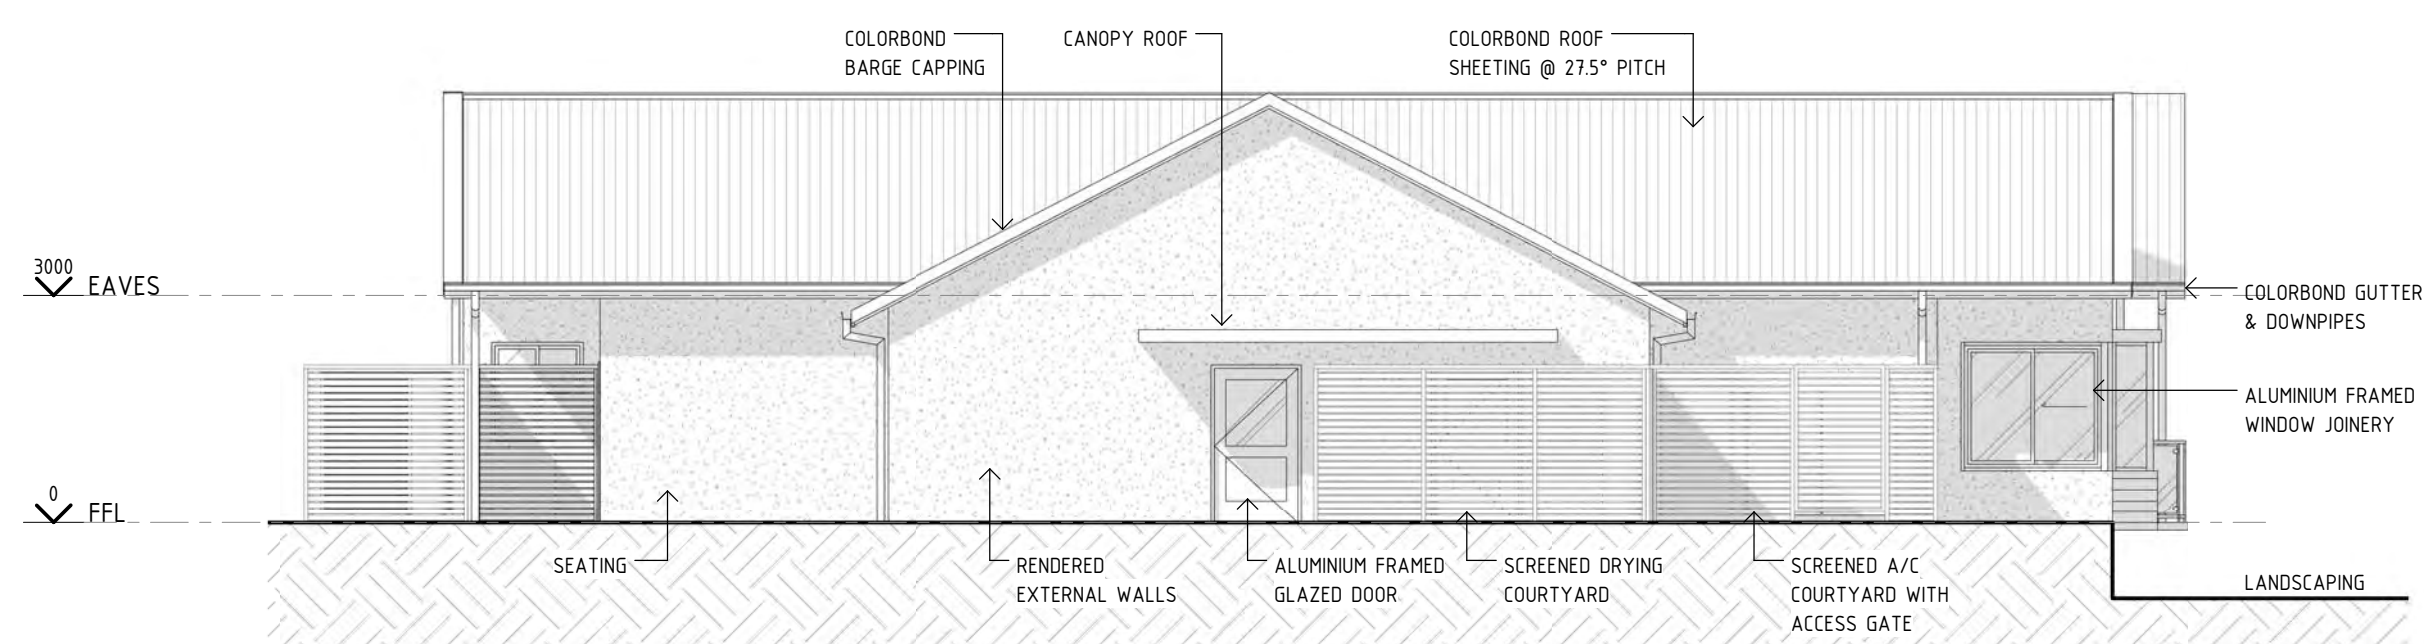 COLORBOND
BARGE CAPPING
CANOPY ROOF
COLORBOND ROOF
SHEETING @ 27.5° PITCH
3000
EAVES
COLORBOND GUTTER
& DOWNPIPES
ALUMINIUM FRAMED
WINDOW JOINERY
0
FFL
SEATING
RENDERED
EXTERNAL WALLS
ALUMINIUM FRAMED
GLAZED DOOR
SCREENED DRYING
COURTYARD
SCREENED A/C
COURTYARD WITH
ACCESS GATE
LANDSCAPING